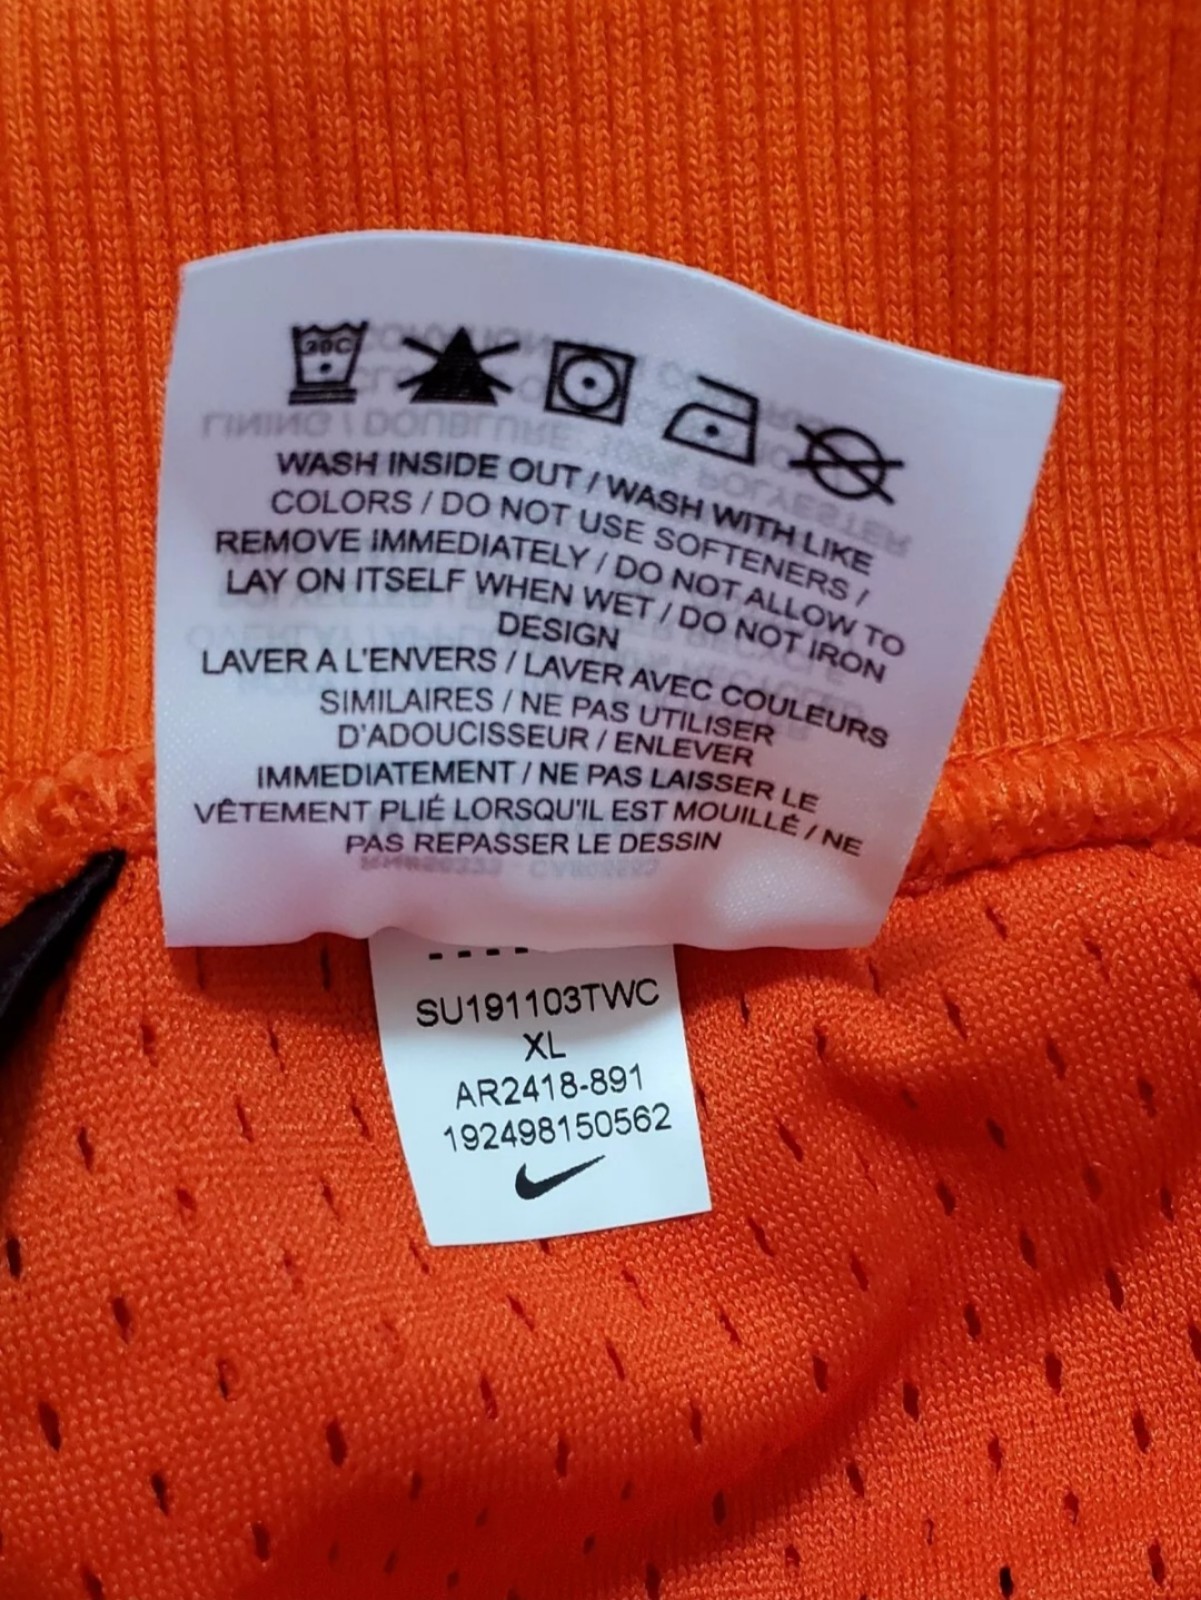 30C
WASH INSIDE OUT / WASH WITH LIKE
COLORS / DO NOT USE SOFTENERS /
REMOVE IMMEDIATELY / DO NOT ALLOW TO
LAY ON ITSELF WHEN WET / DO NOT IRON
DESIGN
LAVER A L'ENVERS / LAVER AVEC COULEURS
SIMILAIRES / NE PAS UTILISER
D'ADOUCISSEUR / ENLEVER
IMMEDIATEMENT / NE PAS LAISSER LE
VÊTEMENT PLIÉ LORSQU'IL EST MOUILLÉ / NE
PAS REPASSER LE DESSIN
SU191103TWC
XL
AR2418-891
192498150562